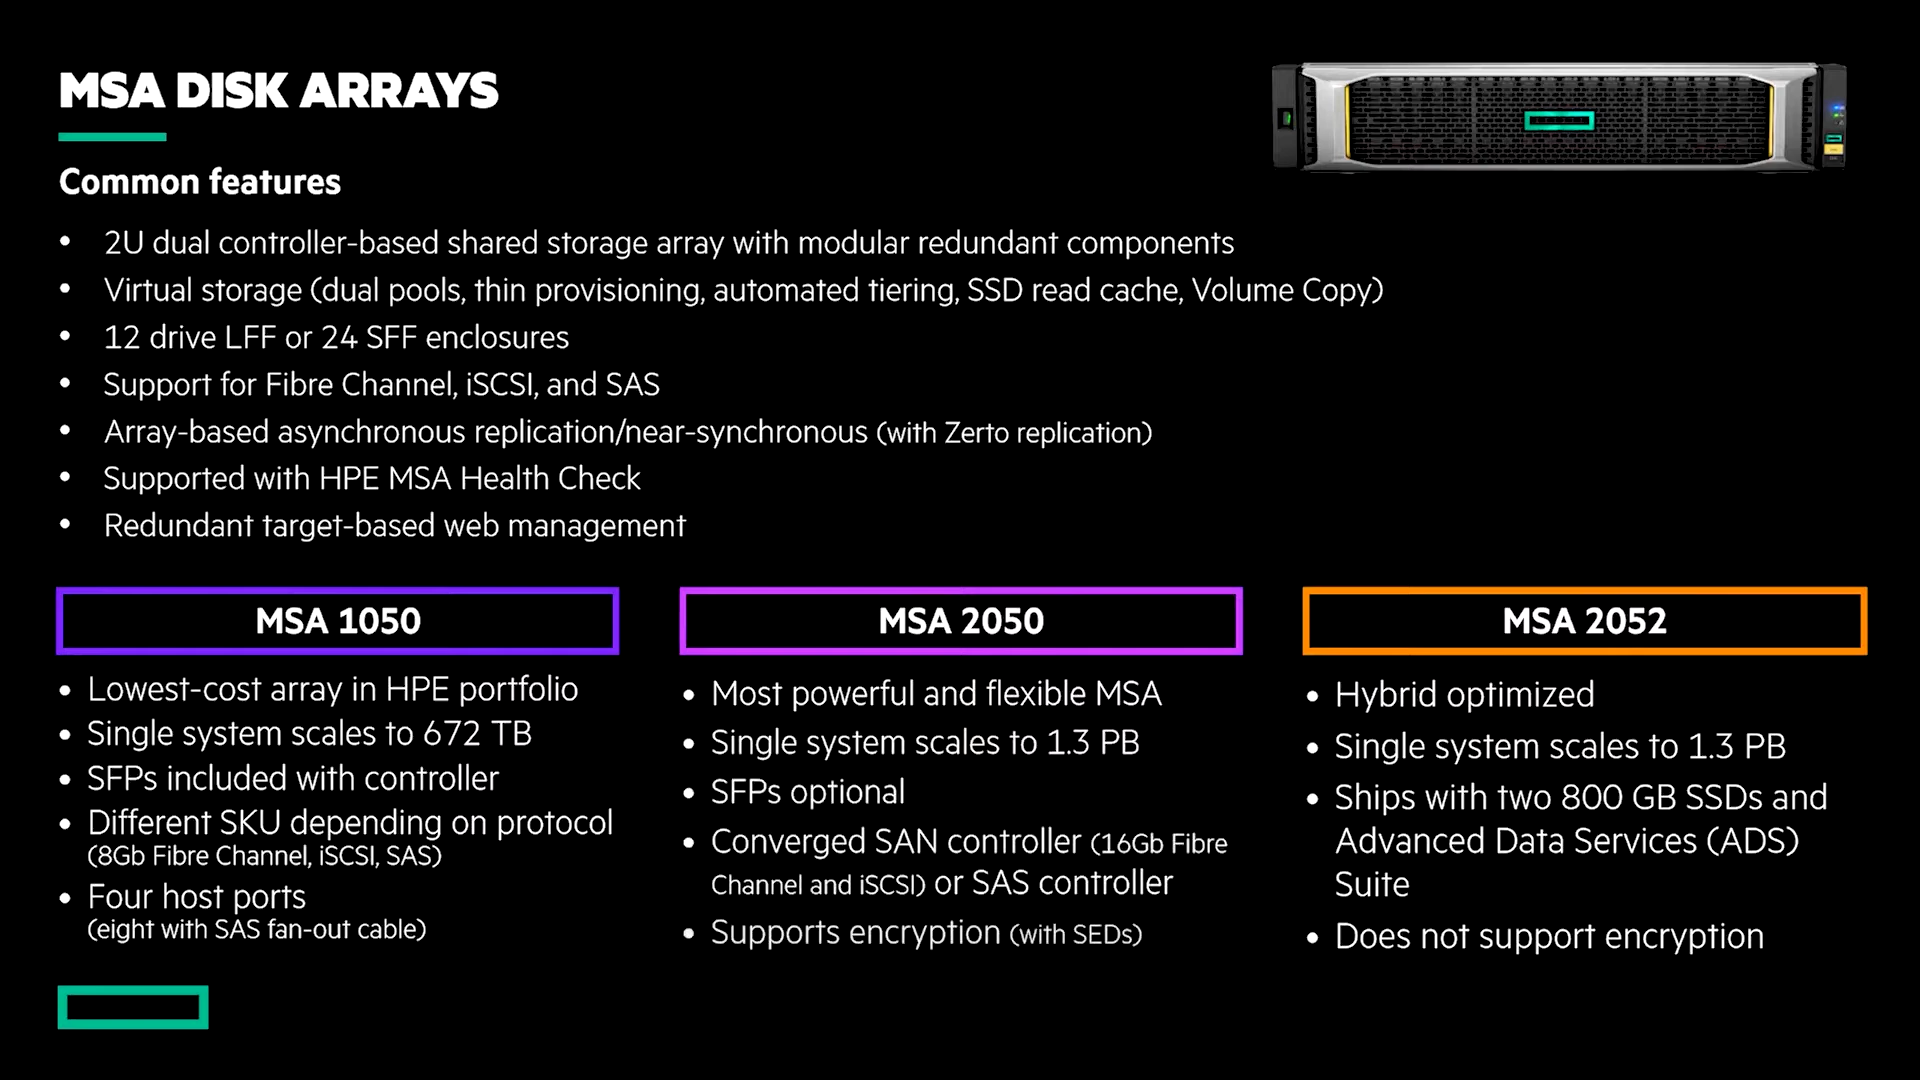 MSA DISK ARRAYS
Common features
• 2U dual controller-based shared storage array with modular redundant components
• Virtual storage (dual pools, thin provisioning, automated tiering, SSD read cache, Volume Copy)
• 12 drive LFF or 24 SFF enclosures
• Support for Fibre Channel, iSCSI, and SAS
• Array-based asynchronous replication/near-synchronous (with Zerto replication)
• Supported with HPE MSA Health Check
• Redundant target-based web management
MSA 1050
• Lowest-cost array in HPE portfolio
• Single system scales to 672 TB
• SFPs included with controller
• Different SKU depending on protocol
(8Gb Fibre Channel, iSCSI, SAS)
• Four host ports
(eight with SAS fan-out cable)
MSA 2050
• Most powerful and flexible MSA
• Single system scales to 1.3 PB
• SFPs optional
• Converged SAN controller (16Gb Fibre
Channel and iSCSI) or SAS controller
• Supports encryption (with SEDs)
MSA 2052
• Hybrid optimized
• Single system scales to 1.3 PB
• Ships with two 800 GB SSDs and
Advanced Data Services (ADS)
Suite
• Does not support encryption